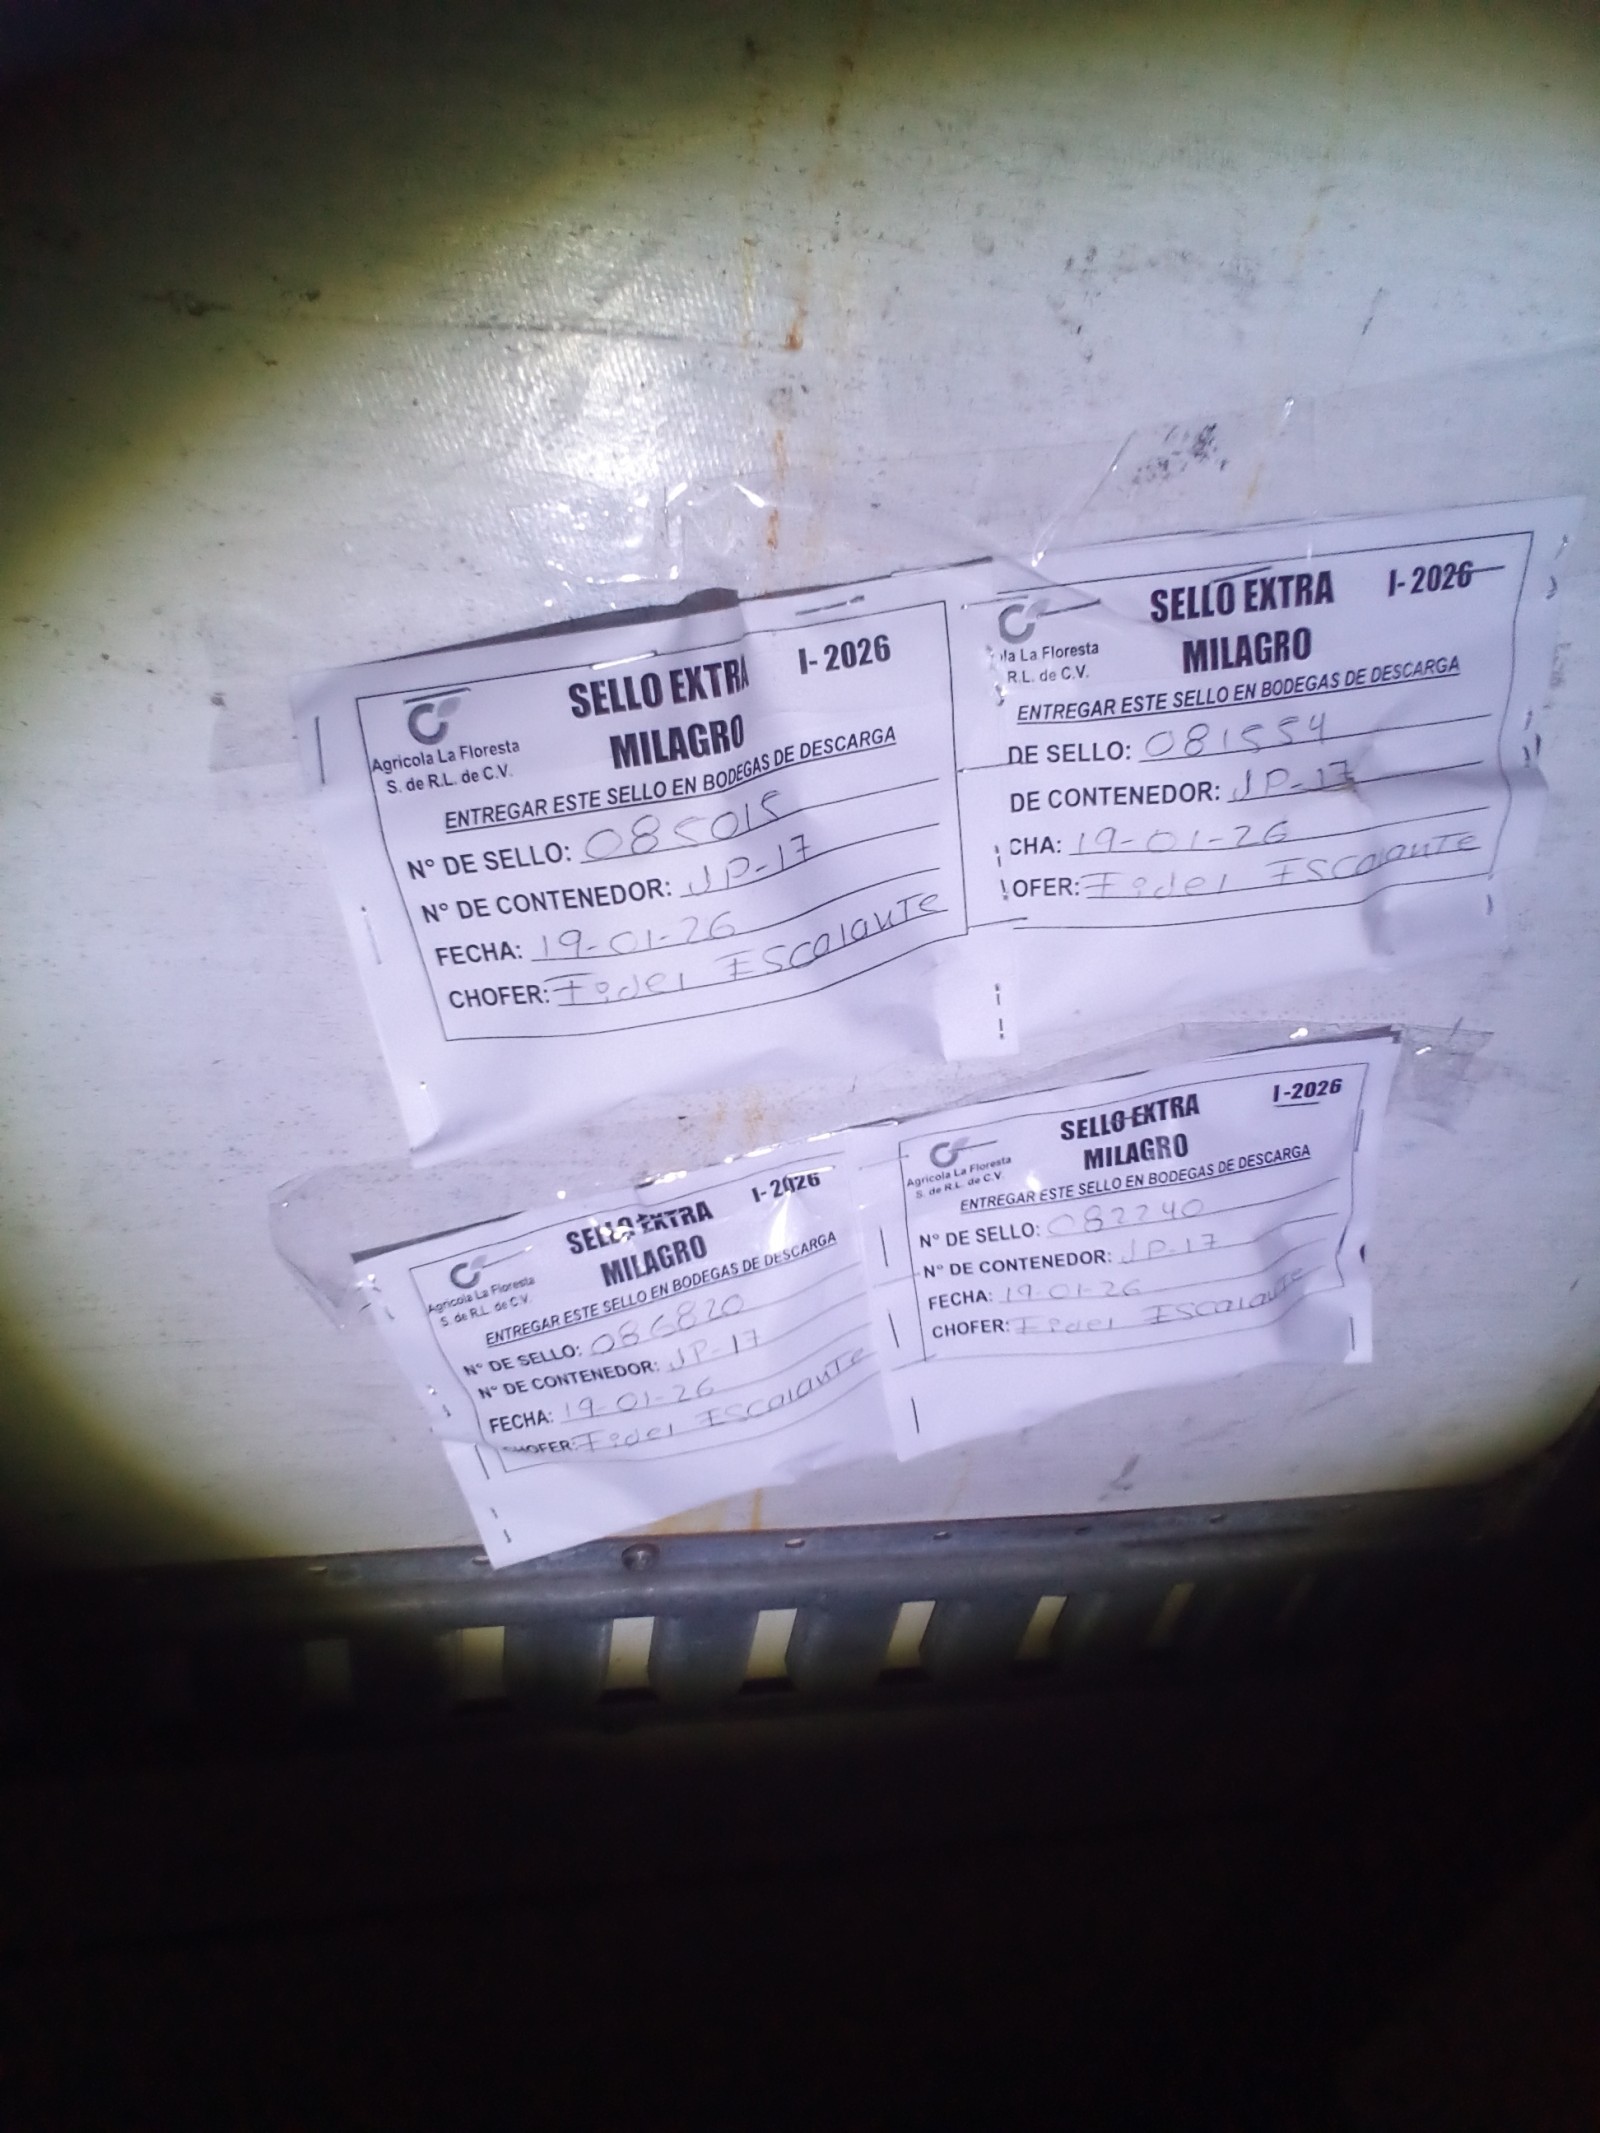 Agricola La Floresta
S. de R.L. de C.V.
SELLO EXTRA
MILAGRO
I- 2026
ENTREGAR ESTE SELLO EN BODEGAS DE DESCARGA
N° DE SELLO: 085015
N° DE CONTENEDOR: JP-17
FECHA: 19-01-26
CHOFER: Fidel Escalante
la La Floresta
R.L. de C.V.
SELLO EXTRA
MILAGRO
I- 2026
ENTREGAR ESTE SELLO EN BODEGAS DE DESCARGA
DE SELLO: 081554
DE CONTENEDOR: JP-17
CHA: 19-01-26
OFER: Fidel Escalante
Agricola La Floresta
S. de R.L. de C.V.
SELLO EXTRA
MILAGRO
I- 2026
ENTREGAR ESTE SELLO EN BODEGAS DE DESCARGA
N° DE SELLO: 086820
N° DE CONTENEDOR: JP-17
FECHA: 19-01-26
CHOFER: Fidel Escalante
Agricola La Floresta
S. de R.L. de C.V.
SELLO EXTRA
MILAGRO
I -2026
ENTREGAR ESTE SELLO EN BODEGAS DE DESCARGA
N° DE SELLO: 082240
N° DE CONTENEDOR: JP-17
FECHA: 19-01-26
CHOFER: Fidel Escalante